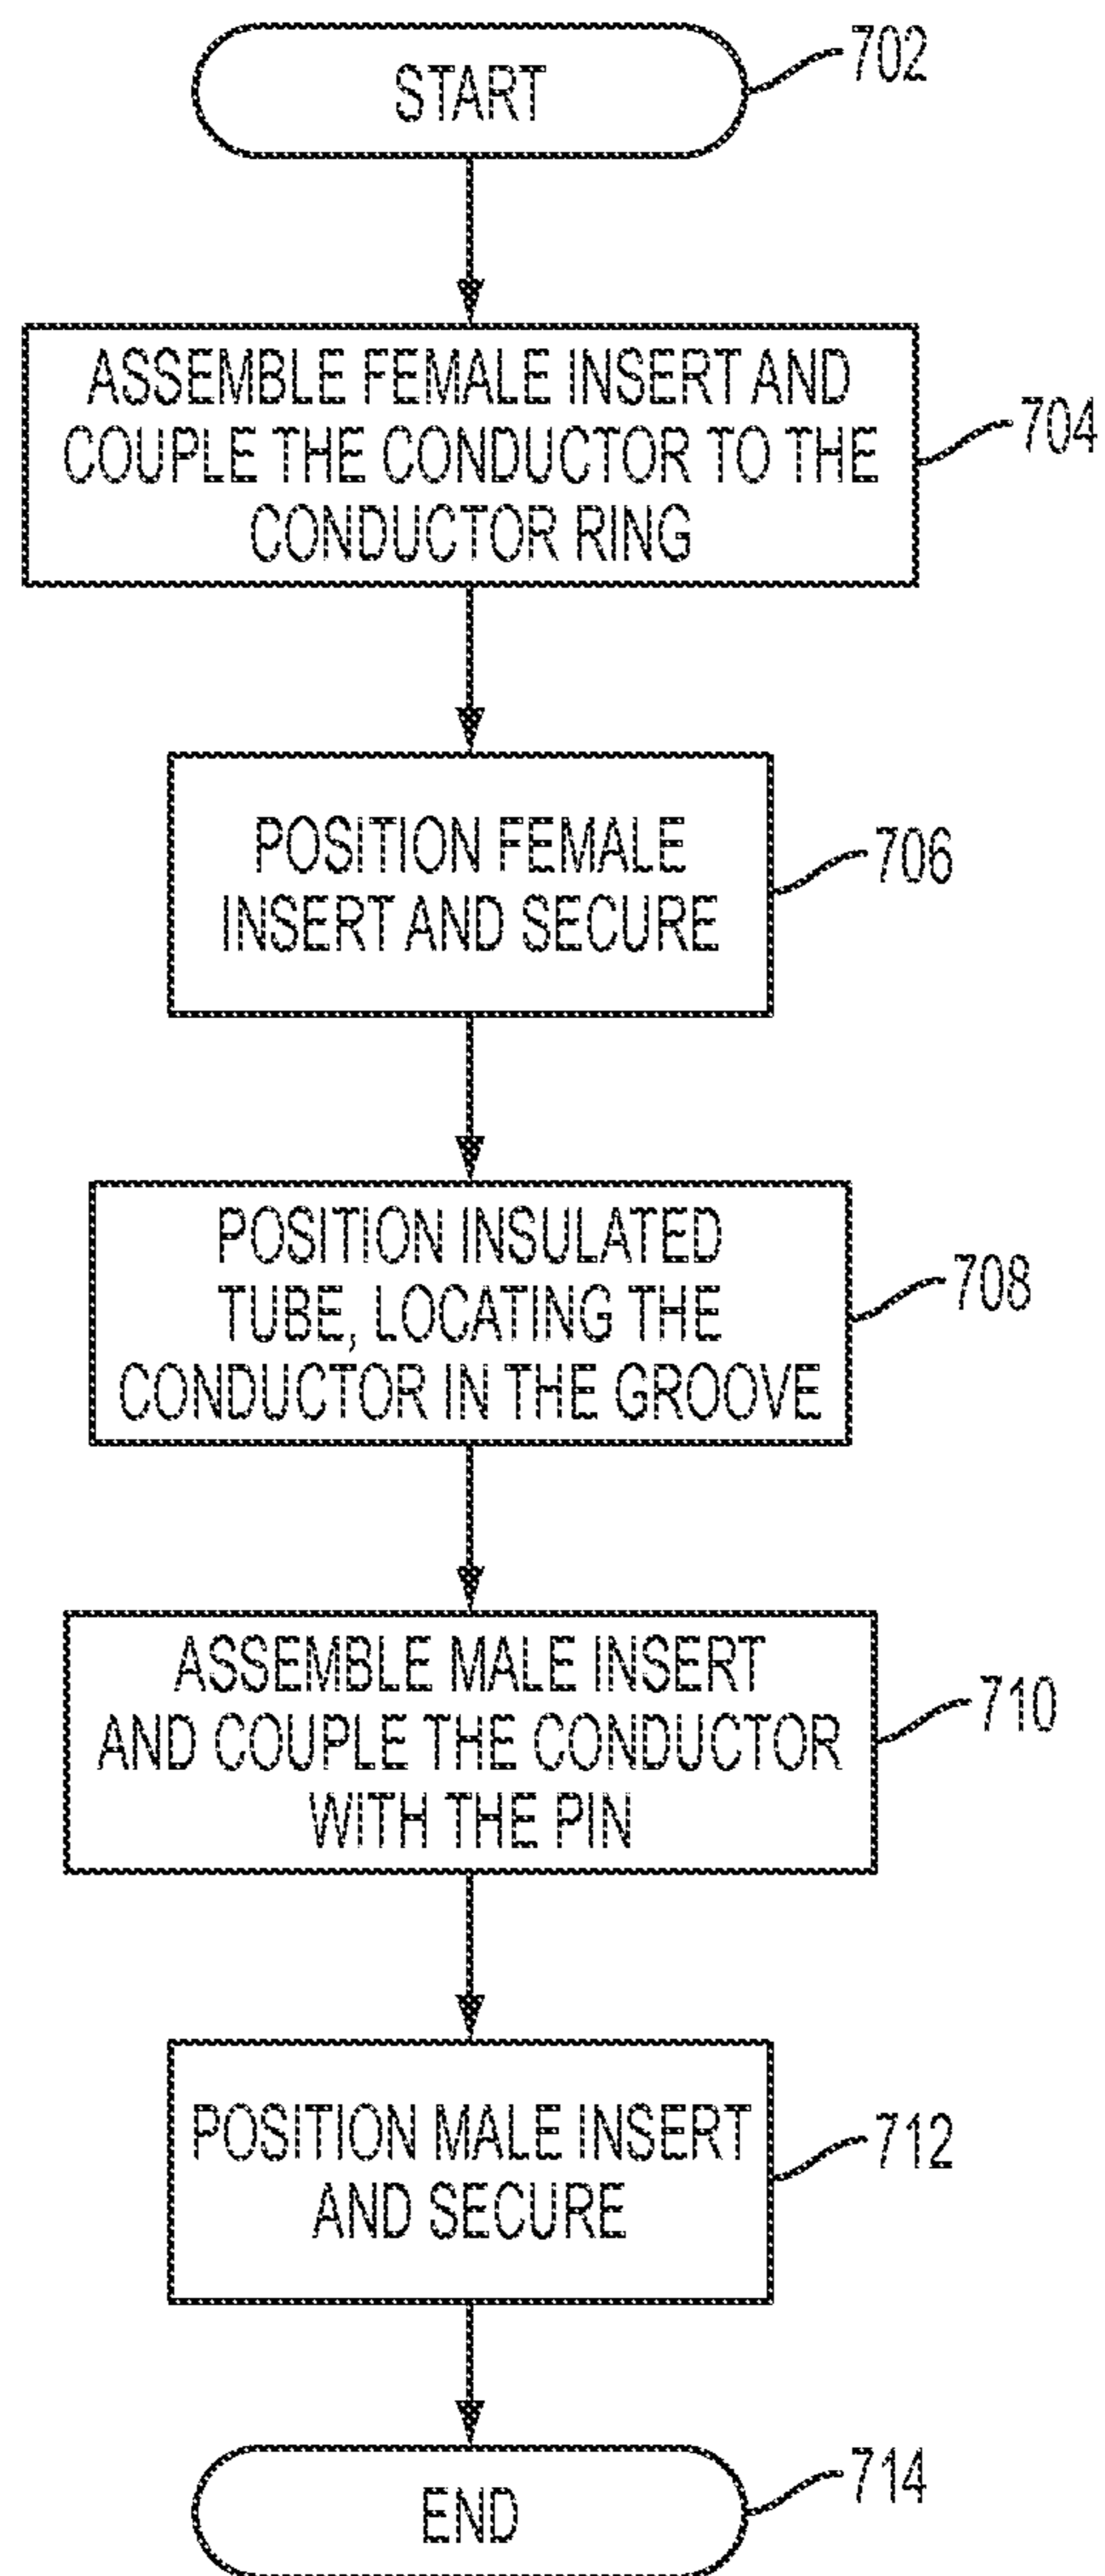 START
702
ASSEMBLE FEMALE INSERT AND
COUPLE THE CONDUCTOR TO THE
CONDUCTOR RING
704
POSITION FEMALE
INSERT AND SECURE
706
POSITION INSULATED
TUBE, LOCATING THE
CONDUCTOR IN THE GROOVE
708
ASSEMBLE MALE INSERT
AND COUPLE THE CONDUCTOR
WITH THE PIN
710
POSITION MALE INSERT
AND SECURE
712
END
714